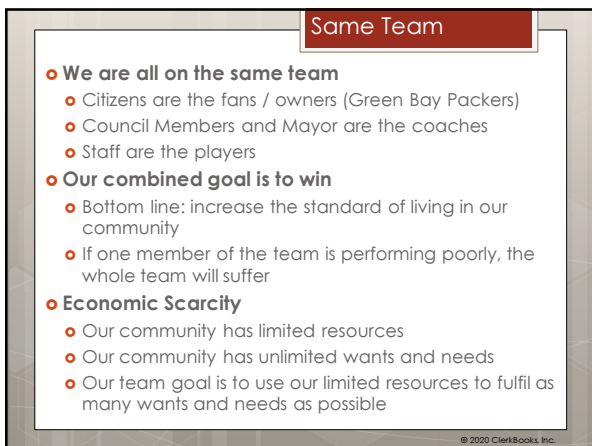 Same Team
We are all on the same team
Citizens are the fans / owners (Green Bay Packers)
Council Members and Mayor are the coaches
Staff are the players
Our combined goal is to win
Bottom line: increase the standard of living in our
community
If one member of the team is performing poorly, the
whole team will suffer
Economic Scarcity
Our community has limited resources
Our community has unlimited wants and needs
Our team goal is to use our limited resources to fulfil as
many wants and needs as possible
© 2020 ClerkBooks, Inc.